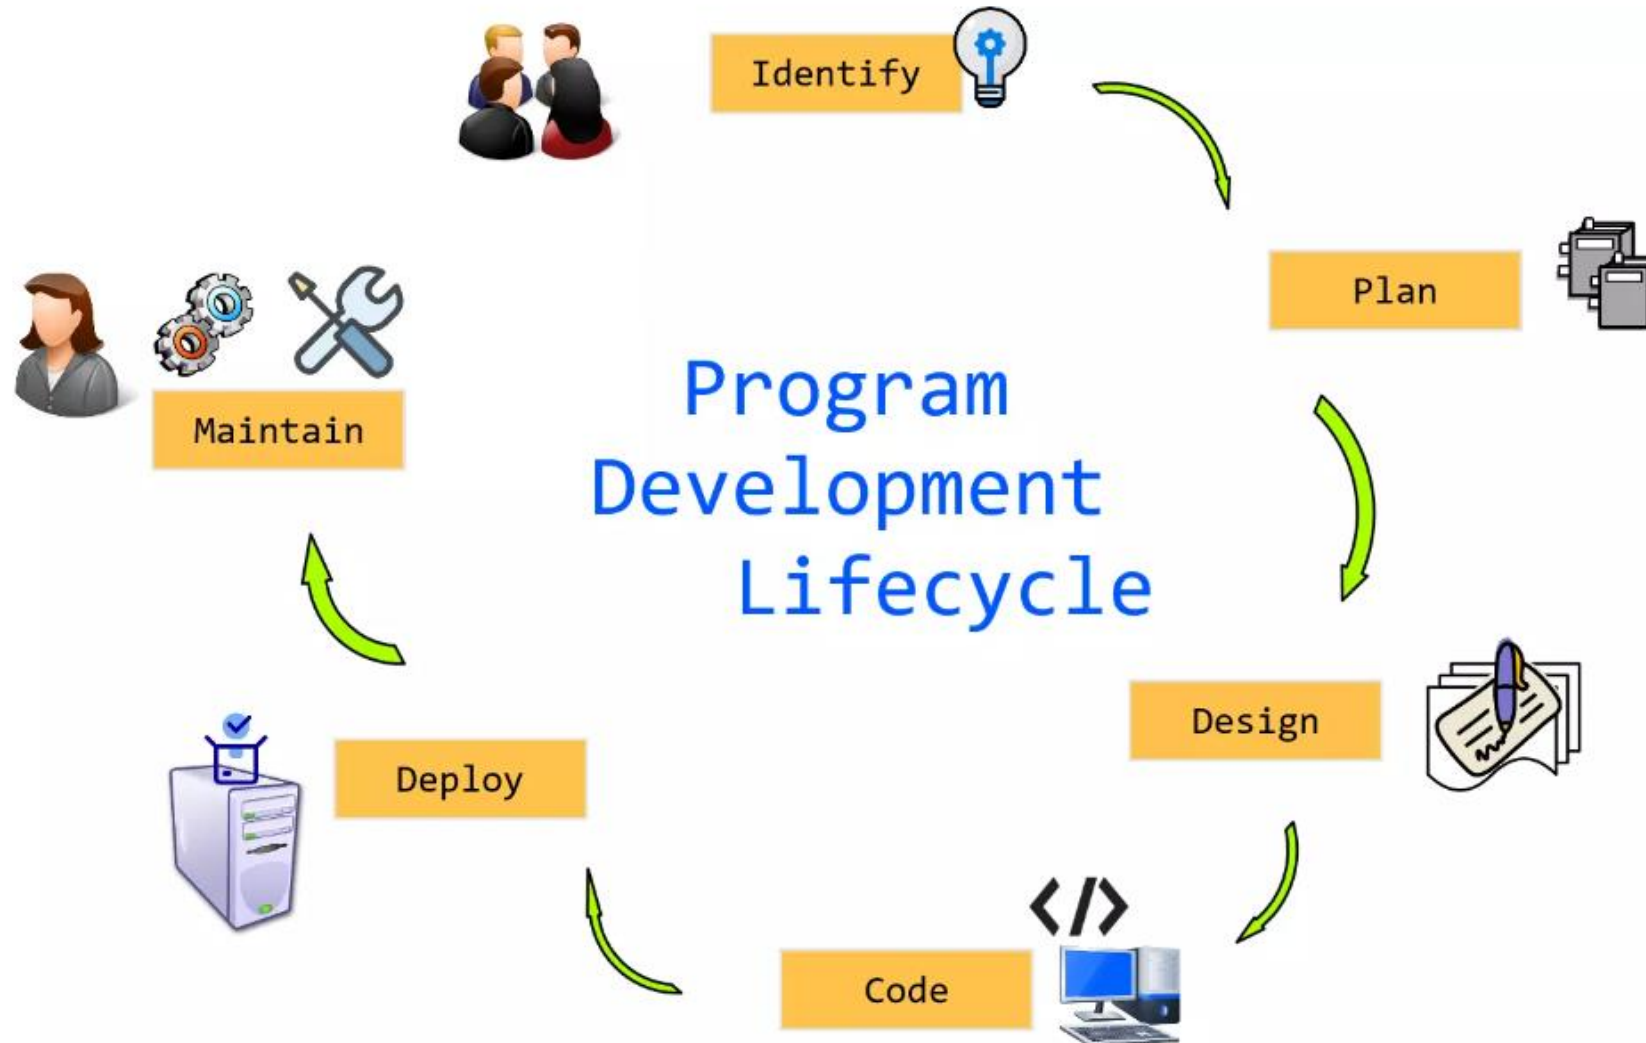 Identify
Plan
Program
Development
Lifecycle
Maintain
Design
Deploy
</>
Code